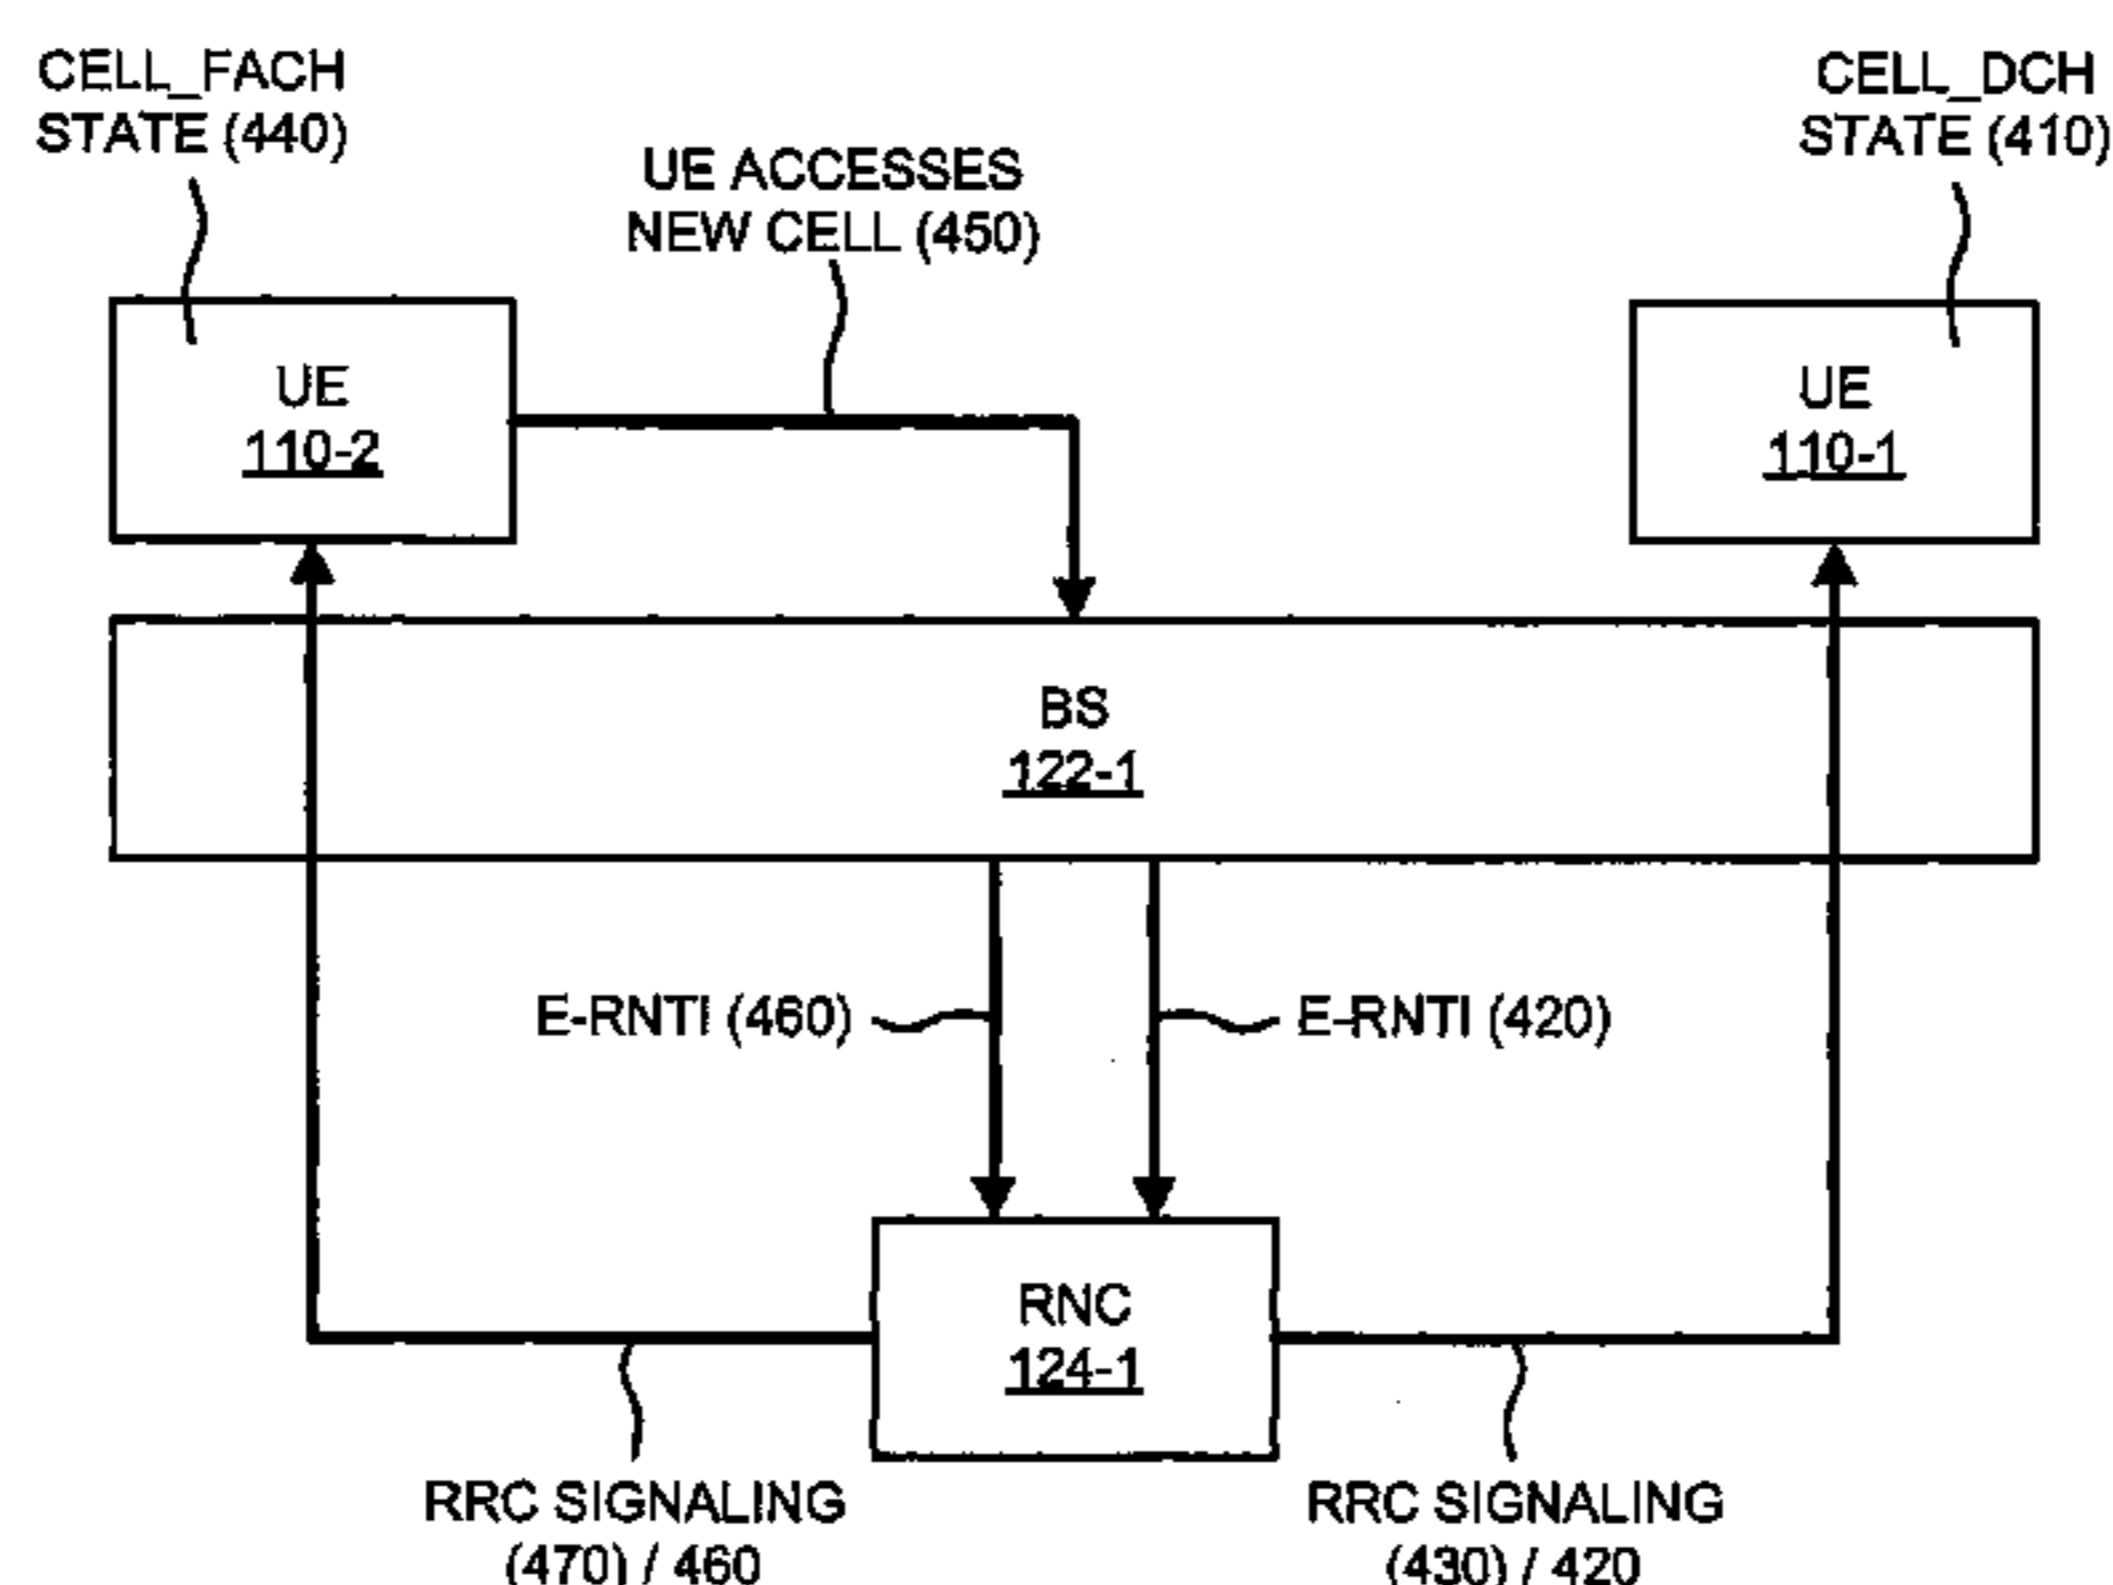 CELL_FACH
STATE (440)
CELL_DCH
STATE (410)
UE ACCESSES
NEW CELL (450)
UE
110-2
UE
110-1
BS
122-1
E-RNTI (460)
E-RNTI (420)
RNC
124-1
RRC SIGNALING
(470) / 460
RRC SIGNALING
(430) / 420